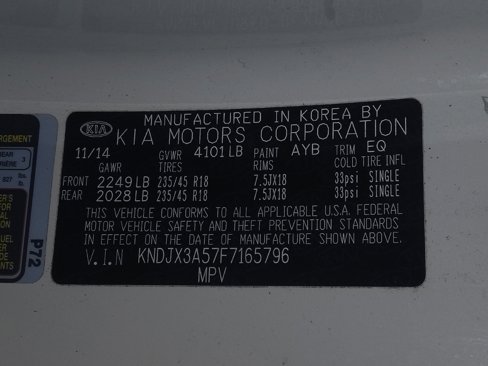 MANUFACTURED IN KOREA BY
KIA KIA MOTORS CORPORATION
11/14 GVWR 4101LB PAINT AYB TRIM EQ
GAWR TIRES RIMS COLD TIRE INFL
FRONT 2249LB 235/45 R18 7.5JX18 33psi SINGLE
REAR 2028LB 235/45 R18 7.5JX18 33psi SINGLE
THIS VEHICLE CONFORMS TO ALL APPLICABLE U.S.A. FEDERAL
MOTOR VEHICLE SAFETY AND THEFT PREVENTION STANDARDS
IN EFFECT ON THE DATE OF MANUFACTURE SHOWN ABOVE.
V.I.N KNDJX3A57F7165796
MPV
P72